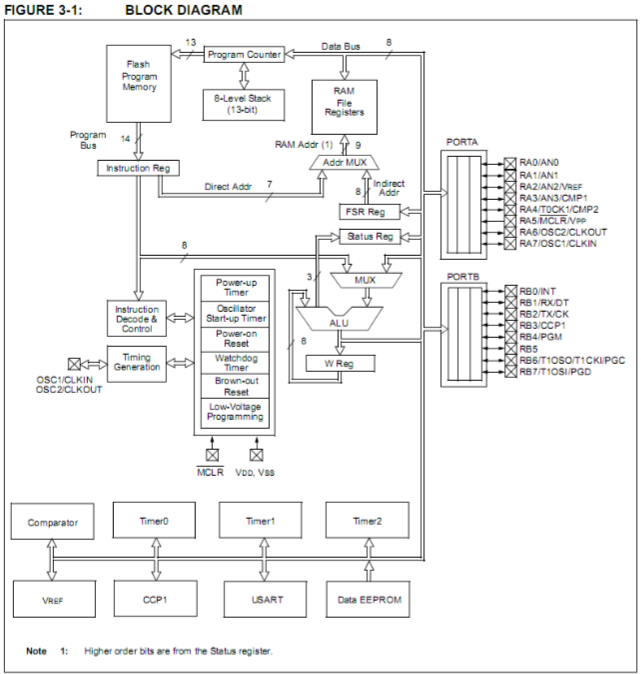 FIGURE 3-1: BLOCK DIAGRAM
13
Program Counter
Data Bus
8
Flash
Program
Memory
8-Level Stack
(13-bit)
RAM
File
Registers
Program
Bus
14
RAM Addr (1)
9
PORTA
Instruction Reg
Addr MUX
Direct Addr
7
8
Indirect
Addr
FSR Reg
Status Reg
RA0/AN0
RA1/AN1
RA2/AN2/VREF
RA3/AN3/CMP1
RA4/T0CK1/CMP2
RA5/MCLR/VPP
RA6/OSC2/CLKOUT
RA7/OSC1/CLKIN
8
3
MUX
PORTB
Power-up
Timer
Oscillator
Start-up Timer
Power-on
Reset
Watchdog
Timer
Brown-out
Reset
Low-Voltage
Programming
Instruction
Decode &
Control
ALU
8
W Reg
Timing
Generation
OSC1/CLKIN
OSC2/CLKOUT
RB0/INT
RB1/RX/DT
RB2/TX/CK
RB3/CCP1
RB4/PGM
RB5
RB6/T1OSO/T1CKI/PGC
RB7/T1OSI/PGD
MCLR
VDD, VSS
Comparator
Timer0
Timer1
Timer2
VREF
CCP1
USART
Data EEPROM
Note 1: Higher order bits are from the Status register.